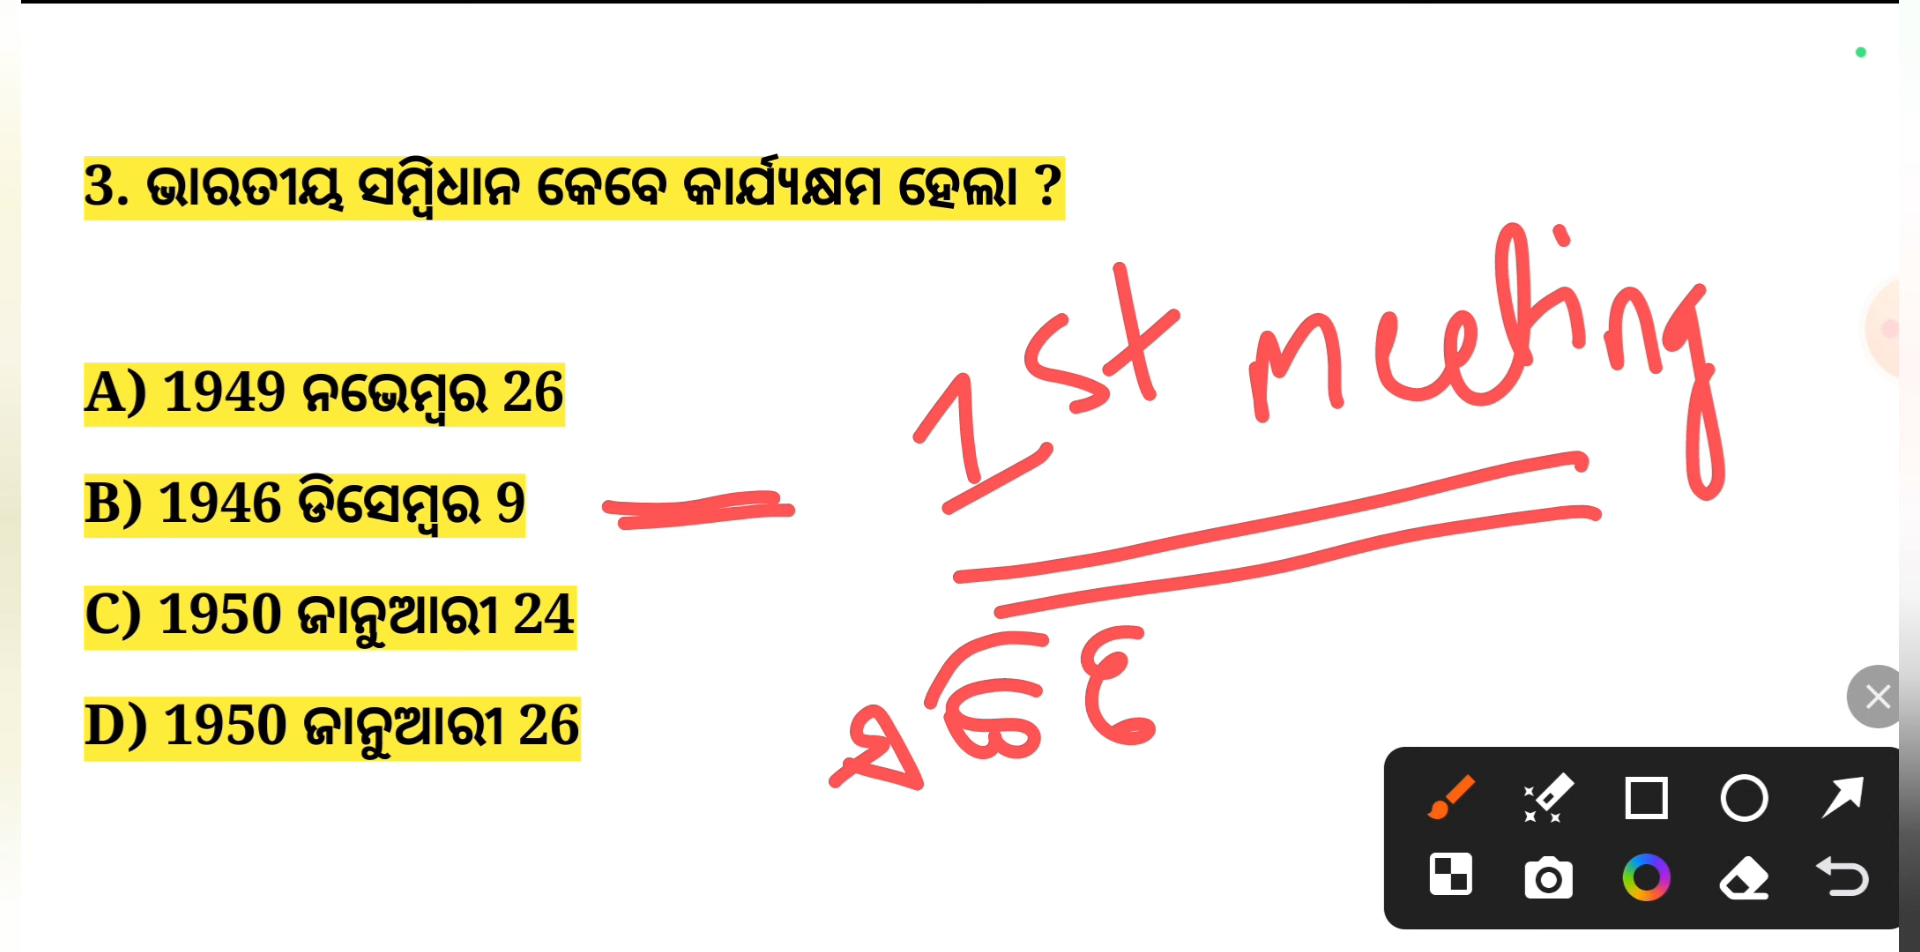 3. ଭାରତୀୟ ସମ୍ବିଧାନ କେବେ କାର୍ଯ୍ୟକ୍ଷମ ହେଲା ?
1st meeting
A) 1949 ନଭେମ୍ବର 26
B) 1946 ଡିସେମ୍ବର 9
C) 1950 ଜାନୁଆରୀ 24
D) 1950 ଜାନୁଆରୀ 26